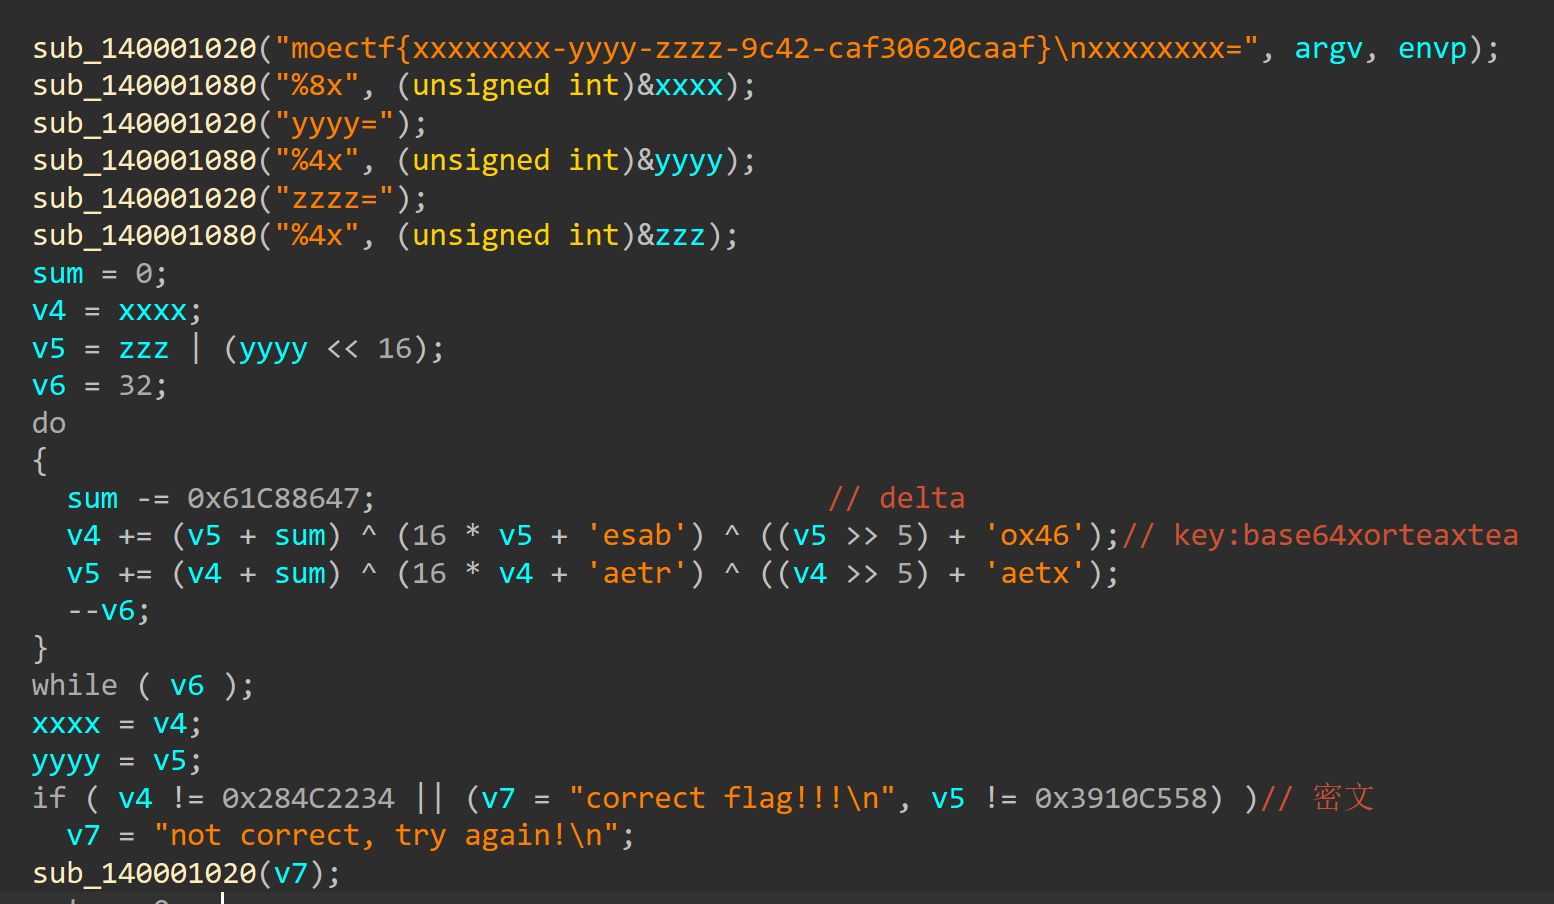 sub_140001020("moectf{xxxxxxxx-yyyy-zzzz-9c42-caf30620caaf}\nxxxxxxxx=", argv, envp);
sub_140001080("%8x", (unsigned int)&xxxx);
sub_140001020("yyyy=");
sub_140001080("%4x", (unsigned int)&yyyy);
sub_140001020("zzzz=");
sub_140001080("%4x", (unsigned int)&zzz);
sum = 0;
v4 = xxxx;
v5 = zzz | (yyyy << 16);
v6 = 32;
do
{
sum -= 0x61C88647; // delta
v4 += (v5 + sum) ^ (16 * v5 + 'esab') ^ ((v5 >> 5) + 'ox46');// key:base64xorteaxtea
v5 += (v4 + sum) ^ (16 * v4 + 'aetr') ^ ((v4 >> 5) + 'aetx');
--v6;
}
while ( v6 );
xxxx = v4;
yyyy = v5;
if ( v4 != 0x284C2234 || (v7 = "correct flag!!!\n", v5 != 0x3910C558) )// 密文
v7 = "not correct, try again!\n";
sub_140001020(v7);